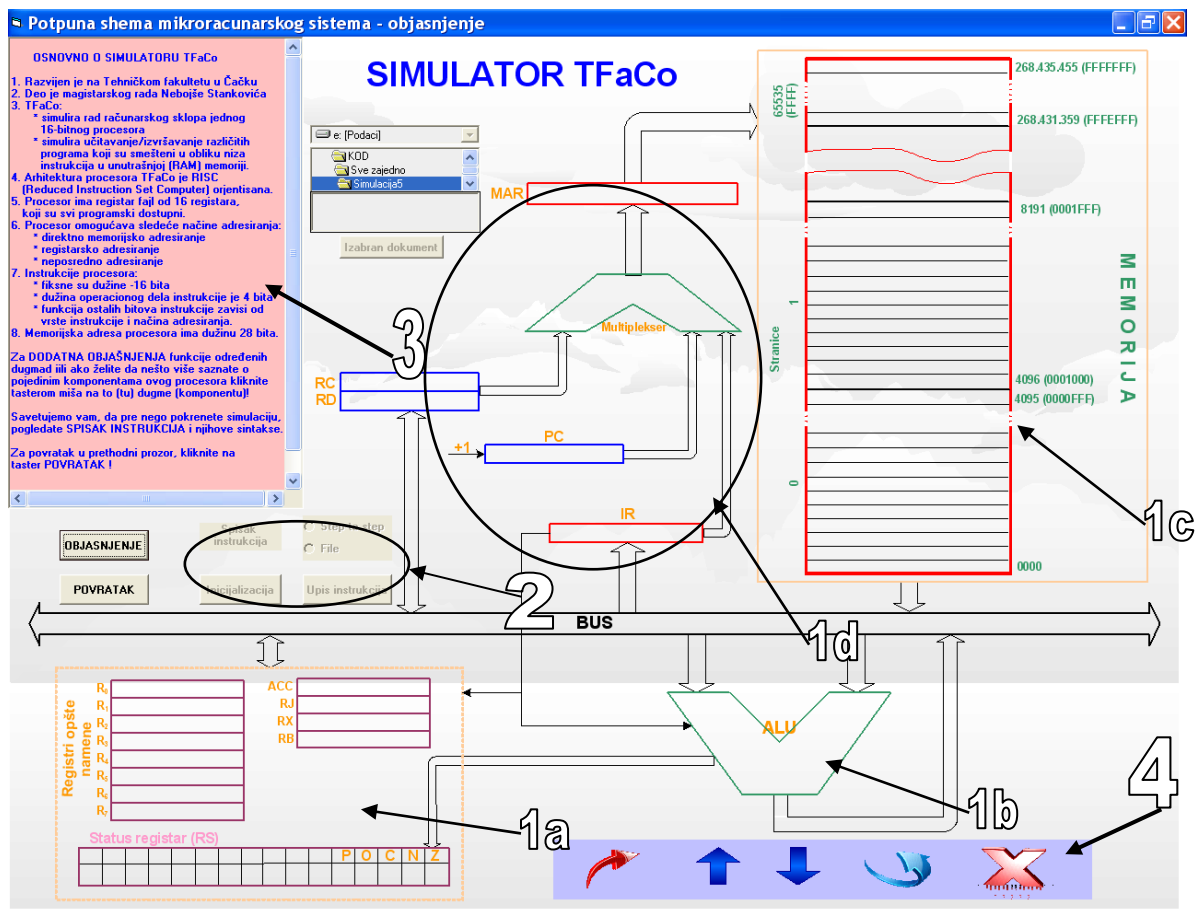 Potpuna shema mikroracunarskog sistema - objasnjenje
OSNOVNO O SIMULATORU TFaCo
1. Razvijen je na Tehničkom fakultetu u Čačku
2. Deo je magistarskog rada Nebojše Stankovića
3. TFaCo:
* simulira rad računarskog sklopa jednog
16-bitnog procesora
* simulira učitavanje/izvršavanje različitih
programa koji su smešteni u obliku niza
instrukcija u unutrašnjoj (RAM) memoriji.
4. Arhitektura procesora TFaCo je RISC
(Reduced Instruction Set Computer) orjentisana.
5. Procesor ima registar fajl od 16 registara,
koji su svi programski dostupni.
6. Procesor omogućava sledeće načine adresiranja:
* direktno memorijsko adresiranje
* registarsko adresiranje
* neposredno adresiranje
7. Instrukcije procesora:
* fiksne su dužine -16 bita
* dužina operacionog dela instrukcije je 4 bita
* funkcija ostalih bitova instrukcije zavisi od
vrste instrukcije i načina adresiranja.
8. Memorijska adresa procesora ima dužinu 28 bita.
Za DODATNA OBJAŠNJENJA funkcije određenih
dugmad iili ako želite da nešto više saznate o
pojedinim komponentama ovog procesora kliknite
tasterom miša na to (tu) dugme (komponentu)!
Savetujemo vam, da pre nego pokrenete simulaciju,
pogledate SPISAK INSTRUKCIJA i njihove sintakse.
Za povratak u prethodni prozor, kliknite na
taster POVRATAK !
SIMULATOR TFaCo
e: [Podaci]
KOD
Sve zajedno
Simulacija5
Izabran dokument
MAR
Multiplekser
RC
RD
+1
PC
IR
3
65535
(FFFF)
268.435.455 (FFFFFFF)
268.431.359 (FFFEFFF)
8191 (0001FFF)
1
Stranice
4096 (0001000)
4095 (0000FFF)
0
0000
MEMORIJA
1c
OBJASNJENJE
Spisak
instrukcija
Step to step
File
POVRATAK
Inicijalizacija
Upis instrukcije
2
1d
BUS
Registri opšte
namene
R0
R1
R2
R3
R4
R5
R6
R7
ACC
RJ
RX
RB
ALU
1a
1b
4
Status registar (RS)
P O C N Z